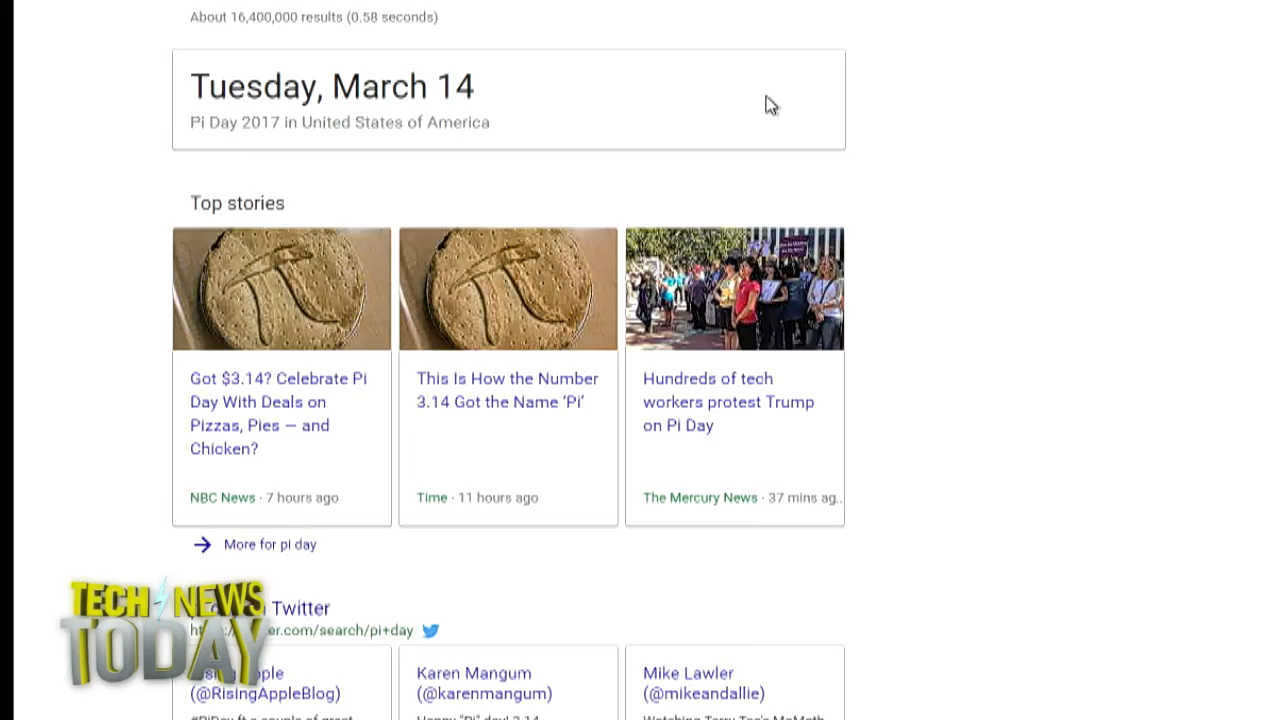 About 16,400,000 results (0.58 seconds)
Tuesday, March 14
Pi Day 2017 in United States of America
Top stories
Got $3.14? Celebrate Pi
Day With Deals on
Pizzas, Pies — and
Chicken?
NBC News · 7 hours ago
This Is How the Number
3.14 Got the Name ‘Pi’
Time · 11 hours ago
Hundreds of tech
workers protest Trump
on Pi Day
The Mercury News · 37 mins ag..
More for pi day
TECH NEWS
TODAY
Twitter
er.com/search/pi+day
(@RisingAppleBlog)
Karen Mangum
(@karenmangum)
Mike Lawler
(@mikeandallie)